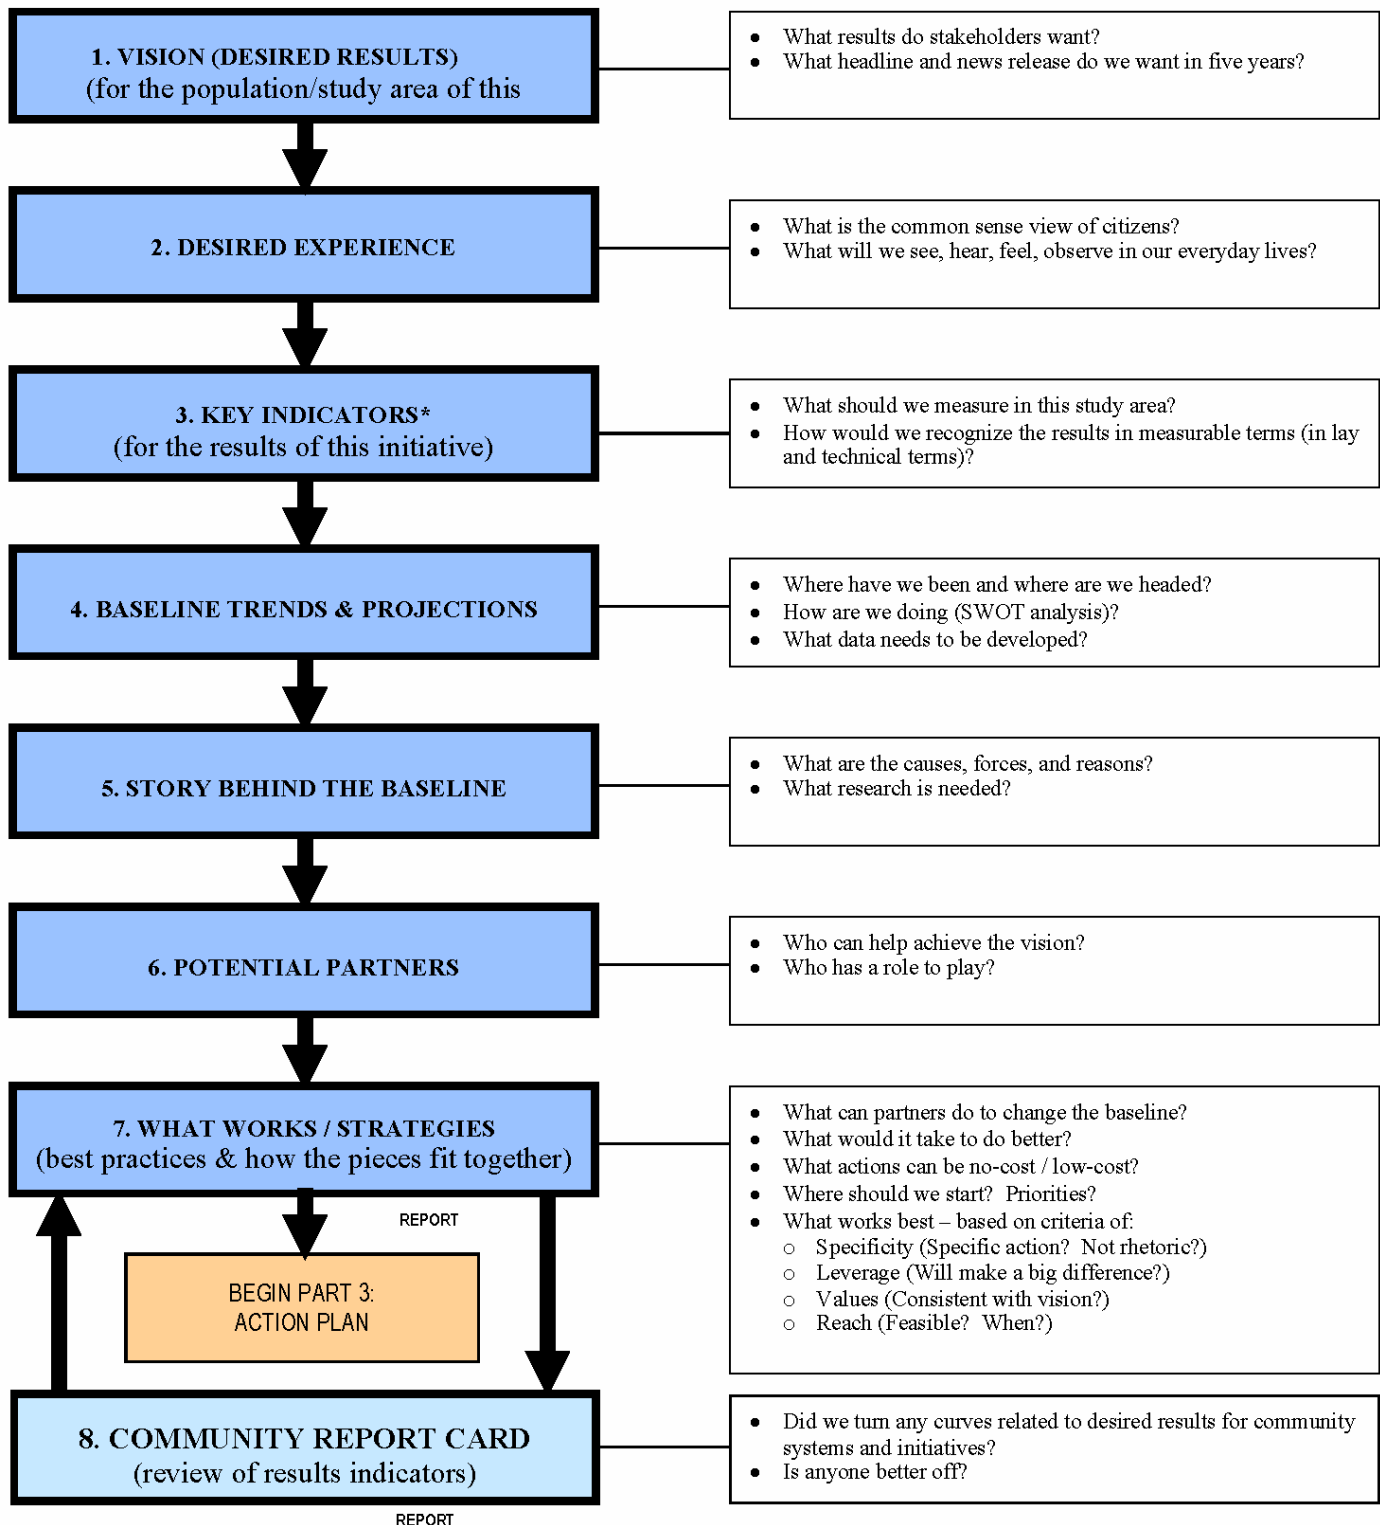 1. VISION (DESIRED RESULTS)
(for the population/study area of this
• What results do stakeholders want?
• What headline and news release do we want in five years?
2. DESIRED EXPERIENCE
• What is the common sense view of citizens?
• What will we see, hear, feel, observe in our everyday lives?
3. KEY INDICATORS*
(for the results of this initiative)
• What should we measure in this study area?
• How would we recognize the results in measurable terms (in lay
and technical terms)?
4. BASELINE TRENDS & PROJECTIONS
• Where have we been and where are we headed?
• How are we doing (SWOT analysis)?
• What data needs to be developed?
5. STORY BEHIND THE BASELINE
• What are the causes, forces, and reasons?
• What research is needed?
6. POTENTIAL PARTNERS
• Who can help achieve the vision?
• Who has a role to play?
7. WHAT WORKS / STRATEGIES
(best practices & how the pieces fit together)
• What can partners do to change the baseline?
• What would it take to do better?
• What actions can be no-cost / low-cost?
• Where should we start? Priorities?
• What works best – based on criteria of:
o Specificity (Specific action? Not rhetoric?)
o Leverage (Will make a big difference?)
o Values (Consistent with vision?)
o Reach (Feasible? When?)
REPORT
BEGIN PART 3:
ACTION PLAN
8. COMMUNITY REPORT CARD
(review of results indicators)
• Did we turn any curves related to desired results for community
systems and initiatives?
• Is anyone better off?
REPORT